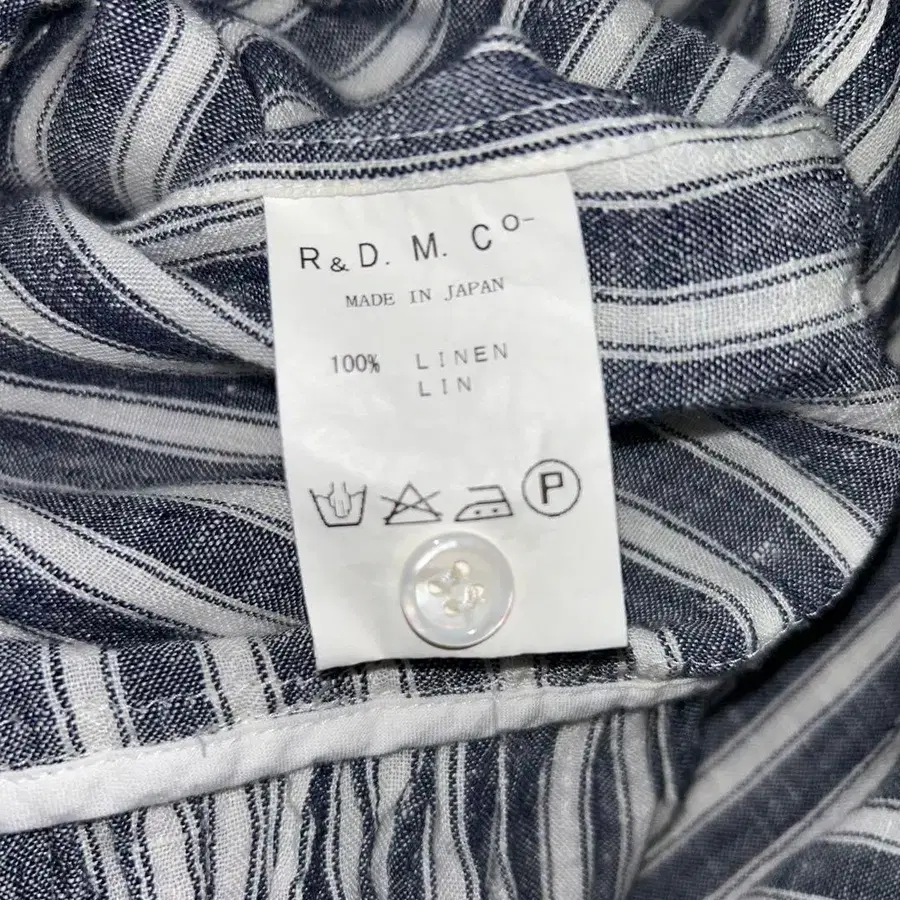 R&D. M. Co-
MADE IN JAPAN
100% LINEN
LIN
P